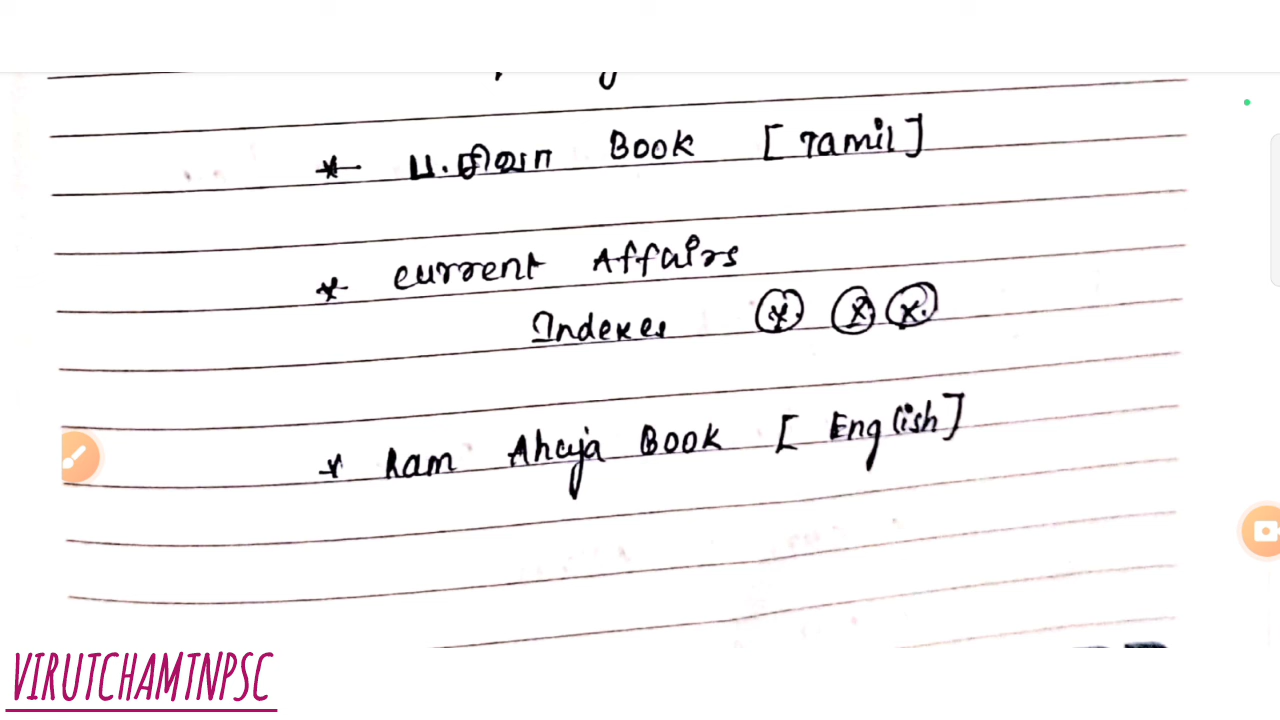 * ப.சிவா Book [Tamil]
* current Affairs
Indexes
* Ram Ahuja Book [English]
VIRUTCHAMTNPSC